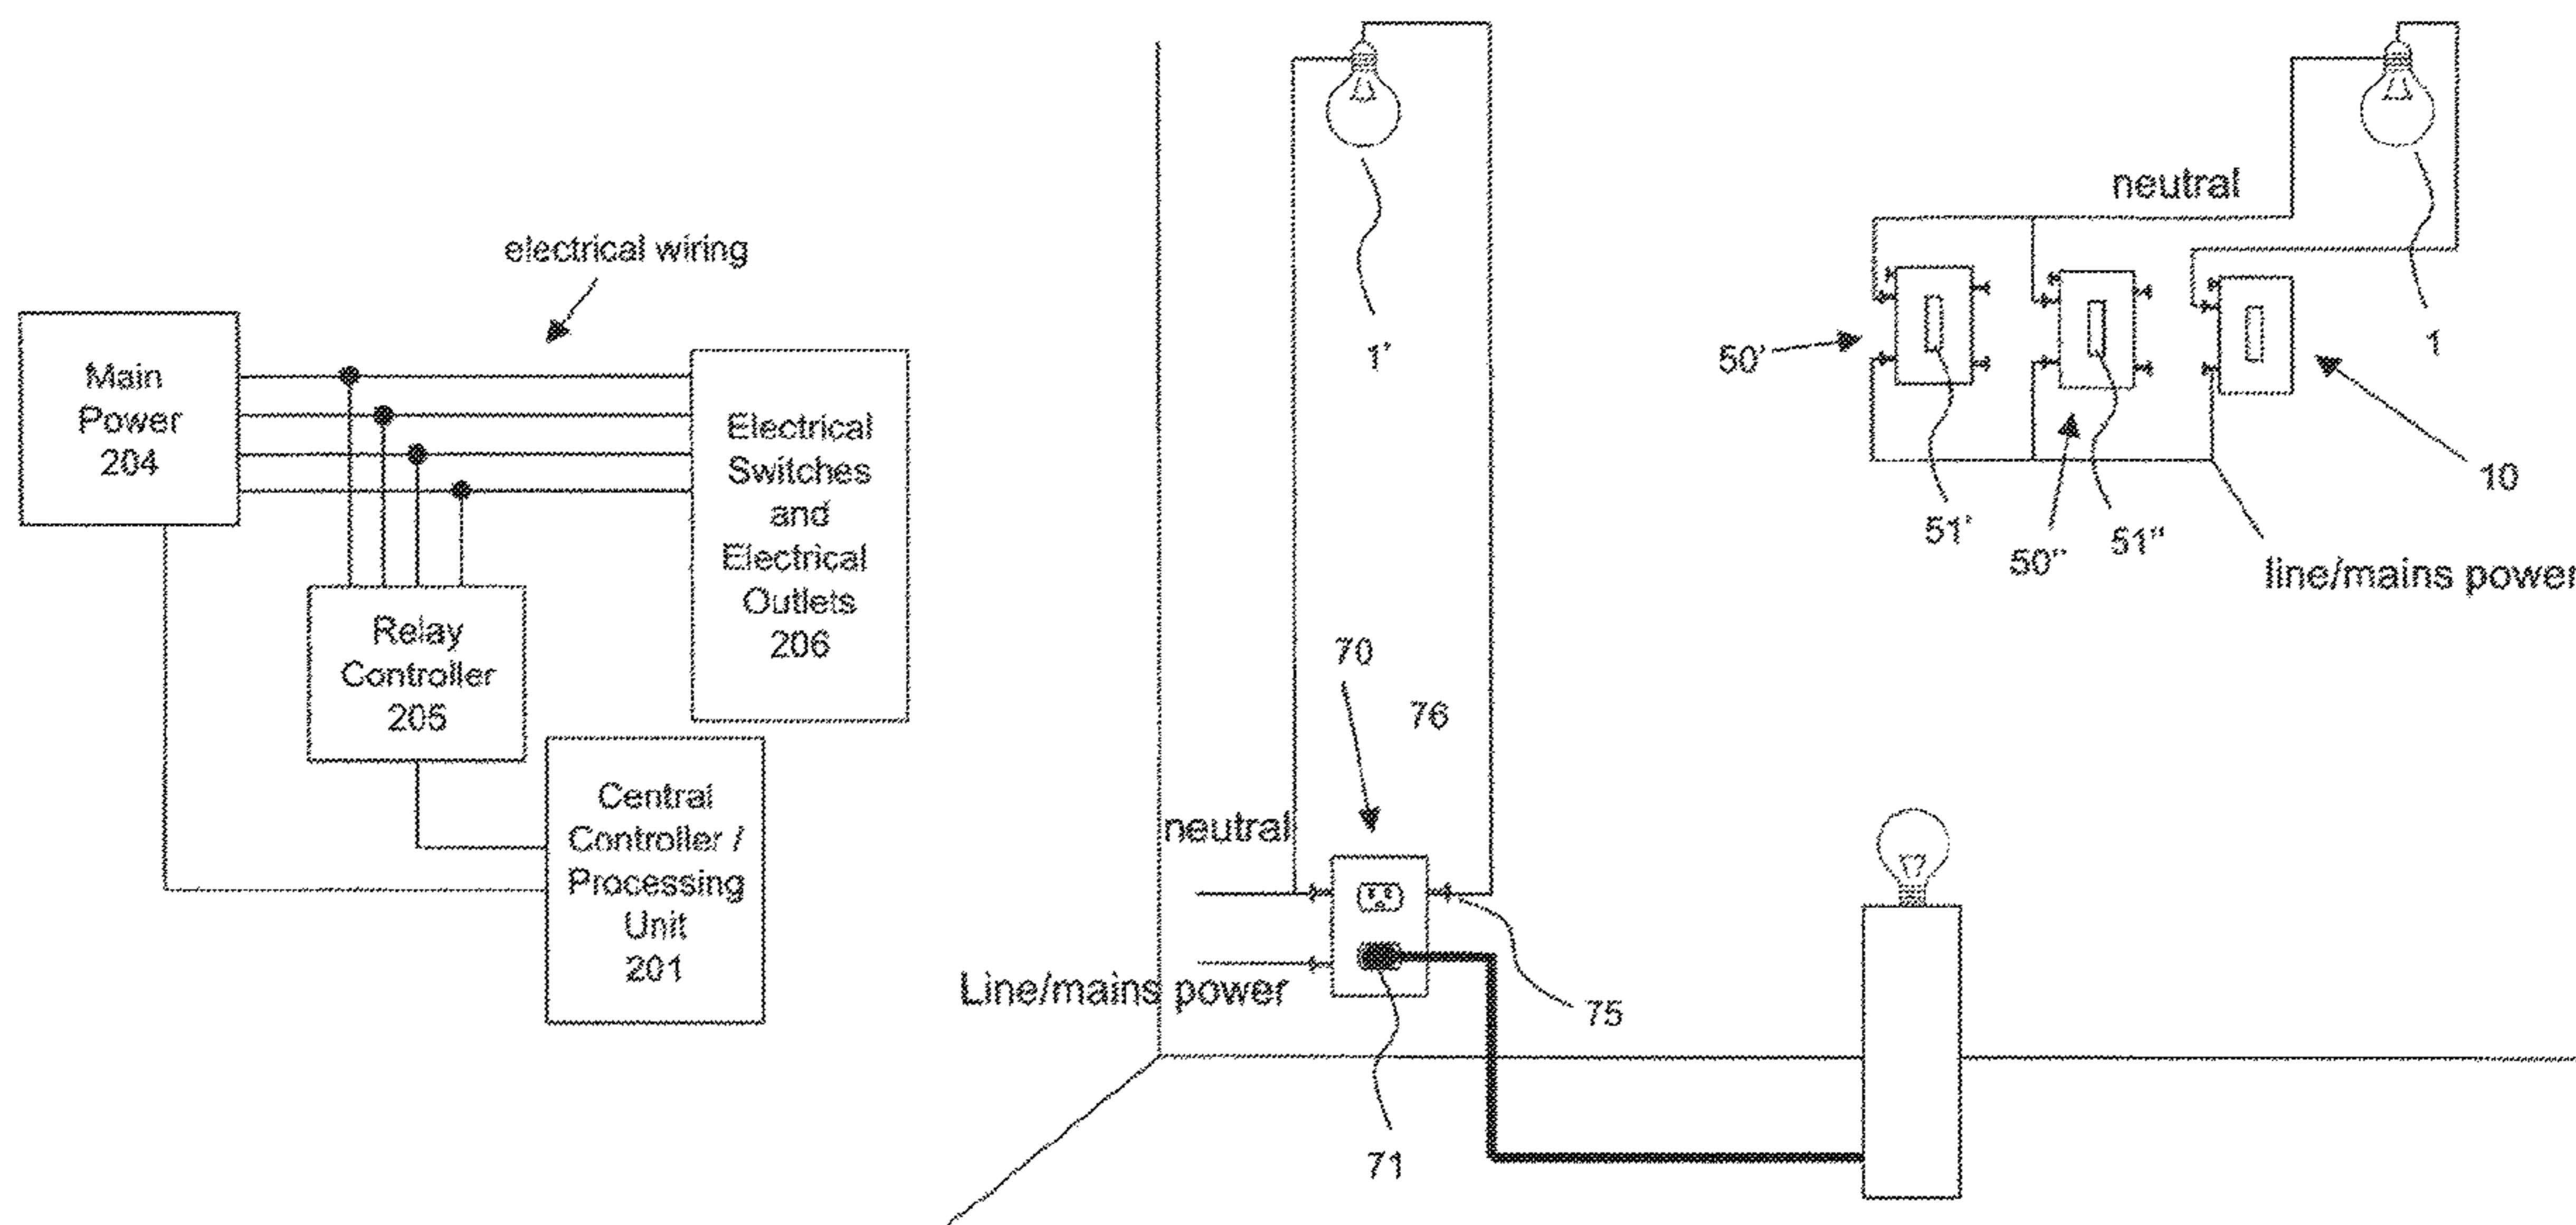 electrical wiring
Main
Power
204
Electrical
Switches
and
Electrical
Outlets
206
Relay
Controller
205
Central
Controller /
Processing
Unit
201
1'
70
76
neutral
Line/mains power
75
71
neutral
1
50'
10
51'
50"
51"
line/mains power